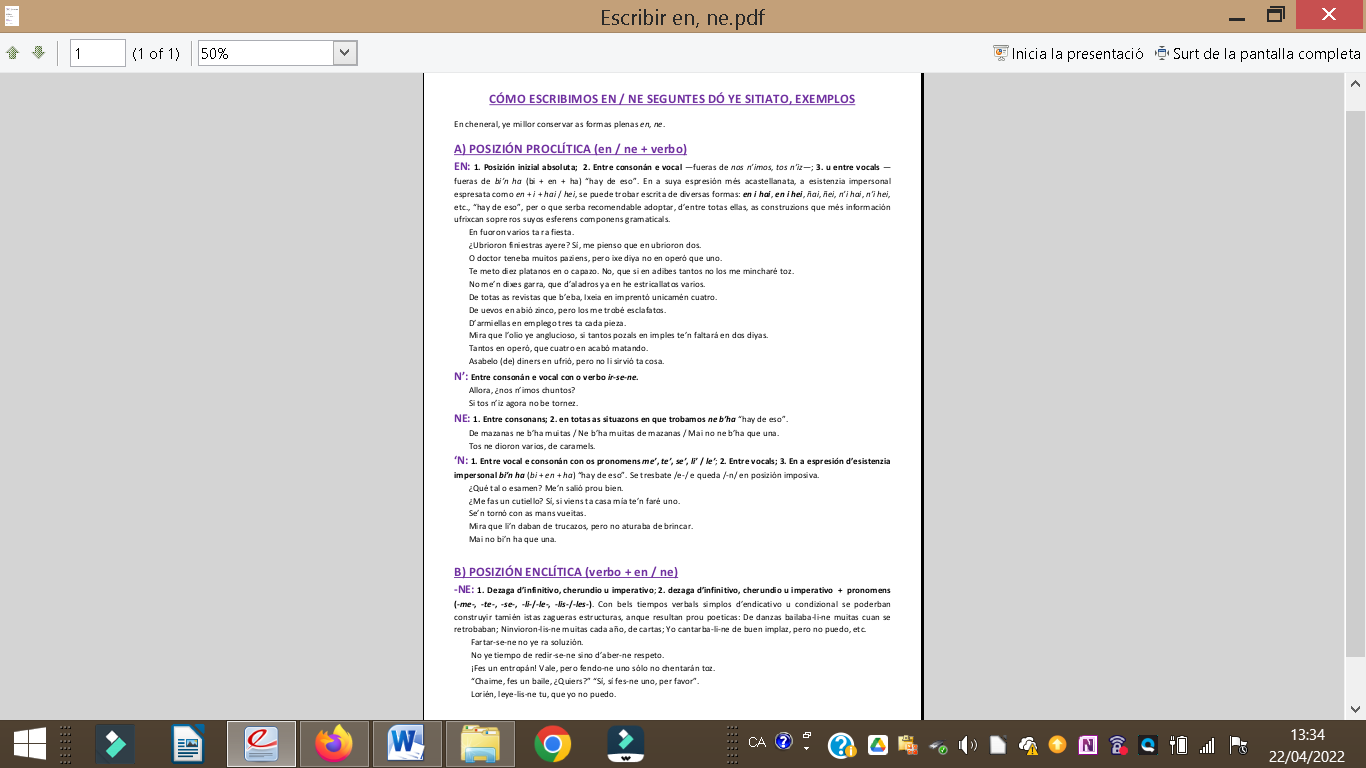 Escribir en, ne.pdf
1 (1 of 1) 50% Inicia la presentació Surt de la pantalla completa
CÓMO ESCRIBIMOS EN / NE SEGUNTES DÓ YE SITIATO, EXEMPLOS
En cheneral, ye millor conservar as formas plenas en, ne.
A) POSIZIÓN PROCLÍTICA (en / ne + verbo)
EN: 1. Posizión inizial absoluta; 2. Entre consonán e vocal —fueras de nos n'imos, tos n'iz—; 3. u entre vocals —
fueras de bi'n ha (bi + en + ha) “hay de eso”. En a suya espresión més acastellanata, a esistenzia impersonal
espresata como en + i + hai / hei, se puede trobar escrita de diversas formas: en i hai, en i hei, ñai, ñei, n'i hai, n'i hei,
etc., “hay de eso”, per o que serba recomendable adoptar, d'entre totas ellas, as construzions que més información
ufrixcan sopre ros suyos esferens componens gramaticals.
En fuoron varios ta ra fiesta.
¿Ubrioron finiestras ayere? Sí, me pienso que en ubrioron dos.
O doctor teneba muitos paziens, pero ixe diya no en operó que uno.
Te meto diez platanos en o capazo. No, que si en adibes tantos no los me mincharé toz.
No me'n dixes garra, que d'aladros ya en he estricallatos varios.
De totas as revistas que b'eba, Ixeia en imprentó unicamén cuatro.
De uevos en abió zinco, pero los me trobé esclafatos.
D'armiellas en emplego tres ta cada pieza.
Mira que l'olio ye anglucioso, si tantos pozals en imples te'n faltará en dos diyas.
Tantos en operó, que cuatro en acabó matando.
Asabelo (de) diners en ufrió, pero no li sirvió ta cosa.
N': Entre consonán e vocal con o verbo ir-se-ne.
Allora, ¿nos n'imos chuntos?
Si tos n'iz agora no be tornez.
NE: 1. Entre consonans; 2. en totas as situazons en que trobamos ne b'ha “hay de eso”.
De mazanas ne b'ha muitas / Ne b'ha muitas de mazanas / Mai no ne b'ha que una.
Tos ne dioron varios, de caramels.
‘N: 1. Entre vocal e consonán con os pronomens me', te', se', li' / le'; 2. Entre vocals; 3. En a espresión d'esistenzia
impersonal bi'n ha (bi + en + ha) “hay de eso”. Se tresbate /e-/ e queda /-n/ en posizión imposiva.
¿Qué tal o esamen? Me'n salió prou bien.
¿Me fas un cutiello? Sí, si viens ta casa mía te'n faré uno.
Se'n tornó con as mans vueitas.
Mira que li'n daban de trucazos, pero no aturaba de brincar.
Mai no bi'n ha que una.
B) POSIZIÓN ENCLÍTICA (verbo + en / ne)
-NE: 1. Dezaga d'infinitivo, cherundio u imperativo; 2. dezaga d'infinitivo, cherundio u imperativo + pronomens
(-me-, -te-, -se-, -li-/-le-, -lis-/-les-). Con bels tiempos verbals simplos d'endicativo u condizional se poderban
construyir tamién istas zagueras estructuras, anque resultan prou poeticas: De danzas bailaba-li-ne muitas cuan se
retrobaban; Ninvioron-lis-ne muitas cada año, de cartas; Yo cantarba-li-ne de buen implaz, pero no puedo, etc.
Fartar-se-ne no ye ra soluzión.
No ye tiempo de redir-se-ne sino d'aber-ne respeto.
¡Fes un entropán! Vale, pero fendo-ne uno sólo no chentarán toz.
“Chaime, fes un baile, ¿Quiers?” “Sí, sí fes-ne uno, per favor”.
Lorién, leye-lis-ne tu, que yo no puedo.
CA
13:34
22/04/2022